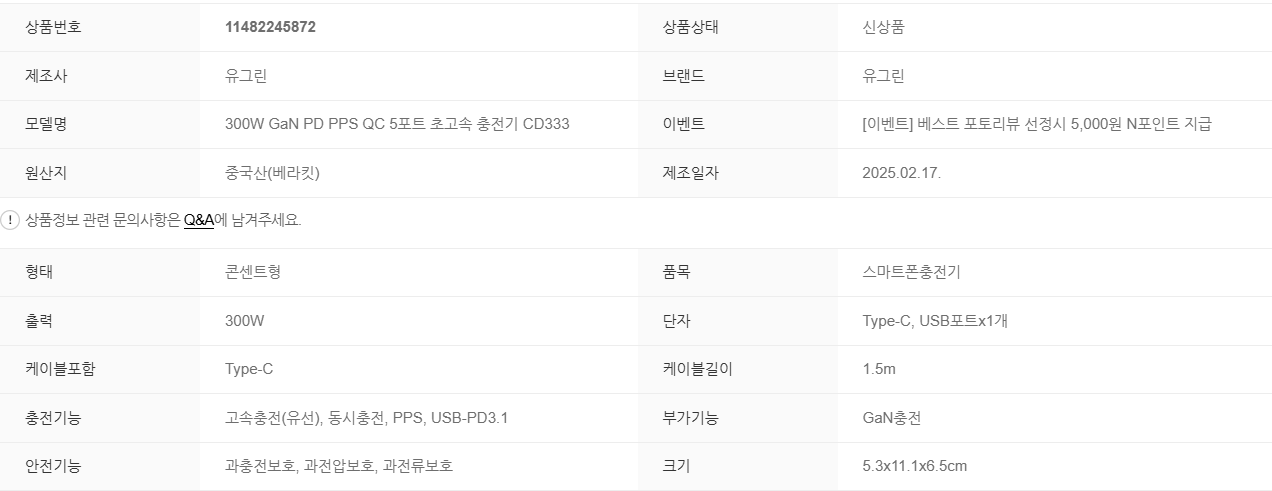 상품번호 11482245872 상품상태 신상품
제조사 유그린 브랜드 유그린
모델명 300W GaN PD PPS QC 5포트 초고속 충전기 CD333 이벤트 [이벤트] 베스트 포토리뷰 선정시 5,000원 N포인트 지급
원산지 중국산(베라킷) 제조일자 2025.02.17.
! 상품정보 관련 문의사항은 Q&A에 남겨주세요.
형태 콘센트형 품목 스마트폰충전기
출력 300W 단자 Type-C, USB포트x1개
케이블포함 Type-C 케이블길이 1.5m
충전기능 고속충전(유선), 동시충전, PPS, USB-PD3.1 부가기능 GaN충전
안전기능 과충전보호, 과전압보호, 과전류보호 크기 5.3x11.1x6.5cm